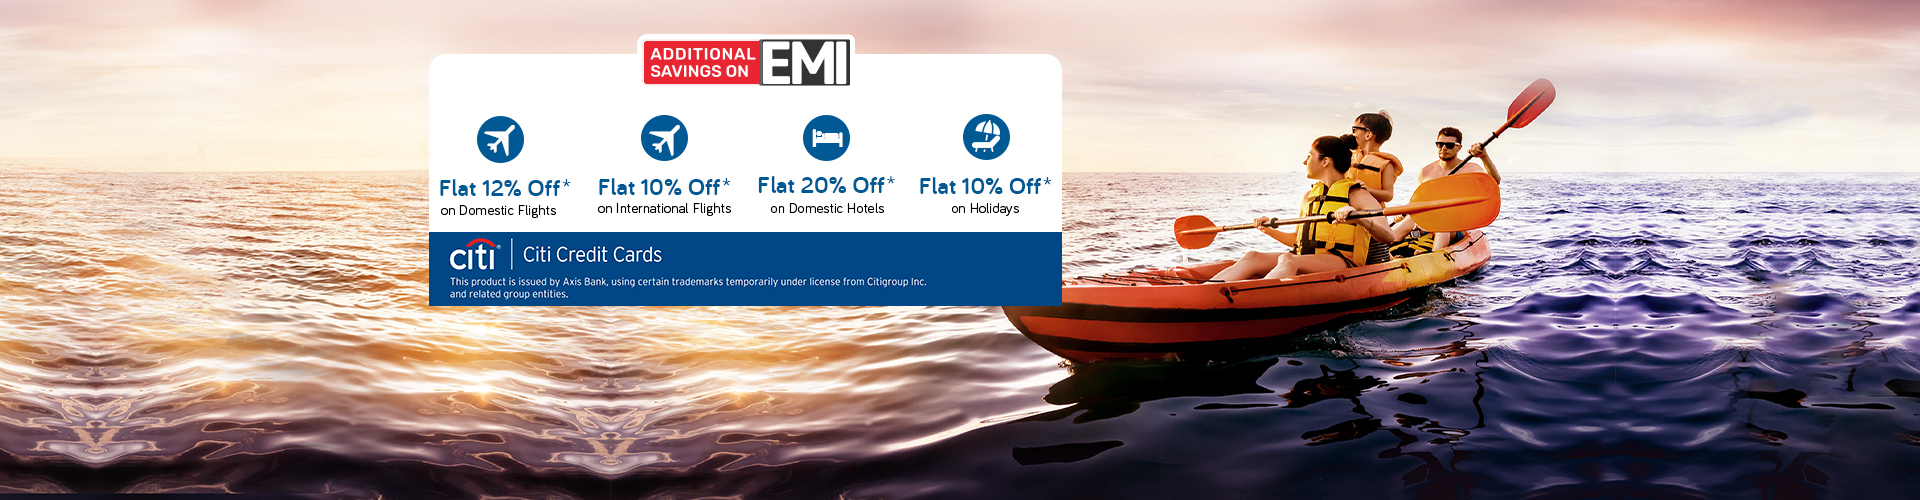 ADDITIONAL
SAVINGS ON
EMI
Flat 12% Off*
on Domestic Flights
Flat 10% Off*
on International Flights
Flat 20% Off*
on Domestic Hotels
Flat 10% Off*
on Holidays
citi® Citi Credit Cards
This product is issued by Axis Bank, using certain trademarks temporarily under license from Citigroup Inc.
and related group entities.